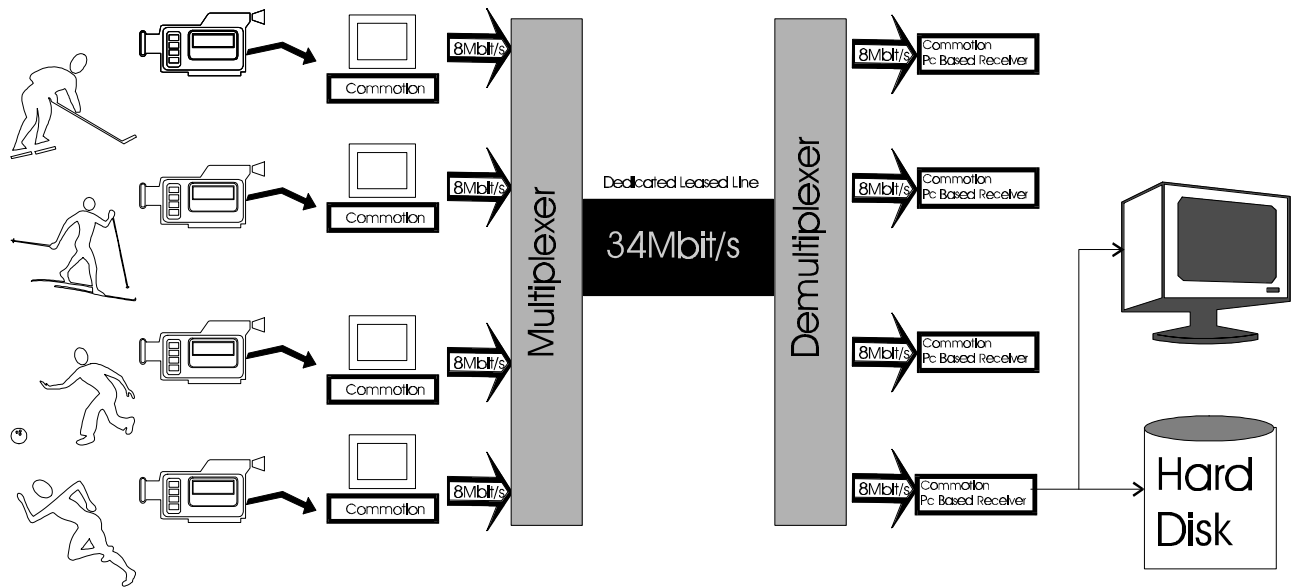 8Mbit/s
Commotion
8Mbit/s
Commotion
8Mbit/s
Commotion
8Mbit/s
Commotion
Multiplexer
Dedicated Leased Line
34Mbit/s
Demultiplexer
8Mbit/s
Commotion
Pc Based Receiver
8Mbit/s
Commotion
Pc Based Receiver
8Mbit/s
Commotion
Pc Based Receiver
8Mbit/s
Commotion
Pc Based Receiver
Hard
Disk